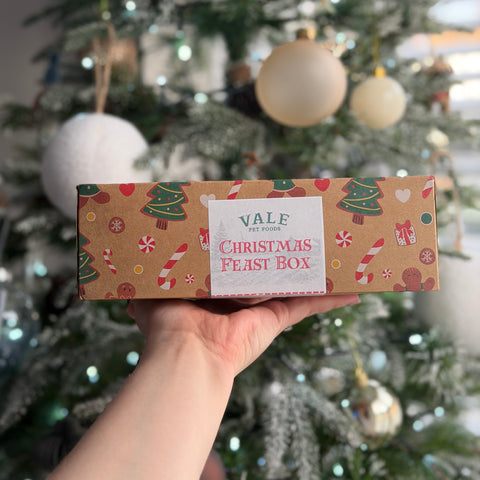 VALE
PET FOODS
CHRISTMAS
FEAST BOX